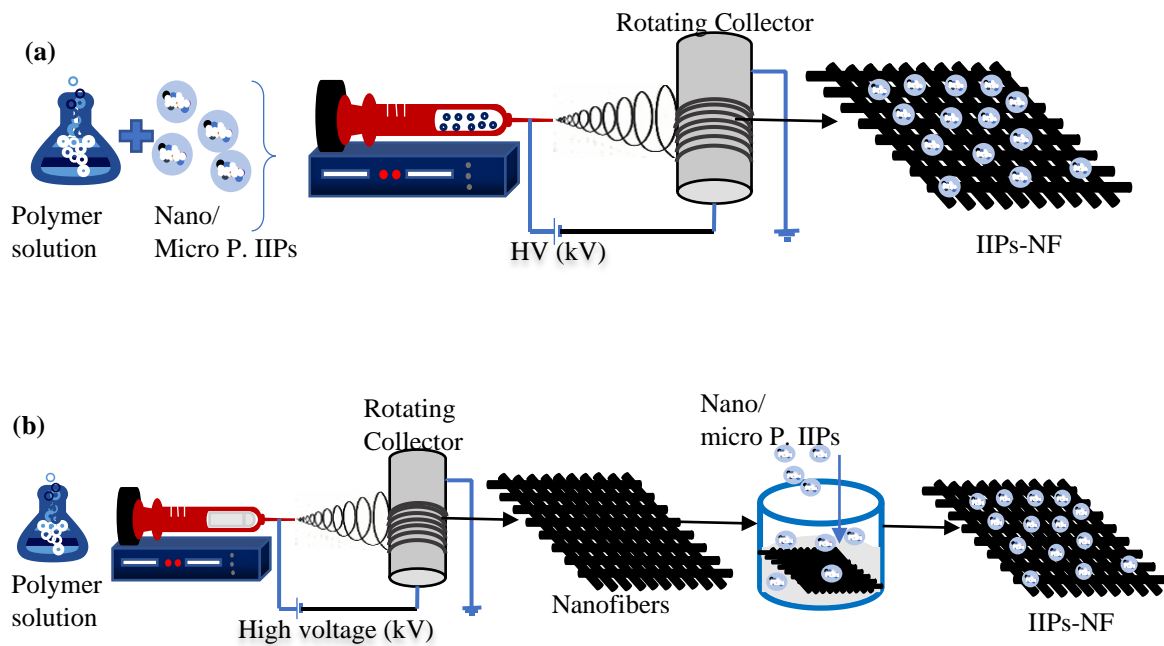 (a)
Rotating Collector
Polymer
solution
Nano/
Micro P. IIPs
HV (kV)
IIPs-NF
(b)
Rotating
Collector
Nano/
micro P. IIPs
Polymer
solution
High voltage (kV)
Nanofibers
IIPs-NF